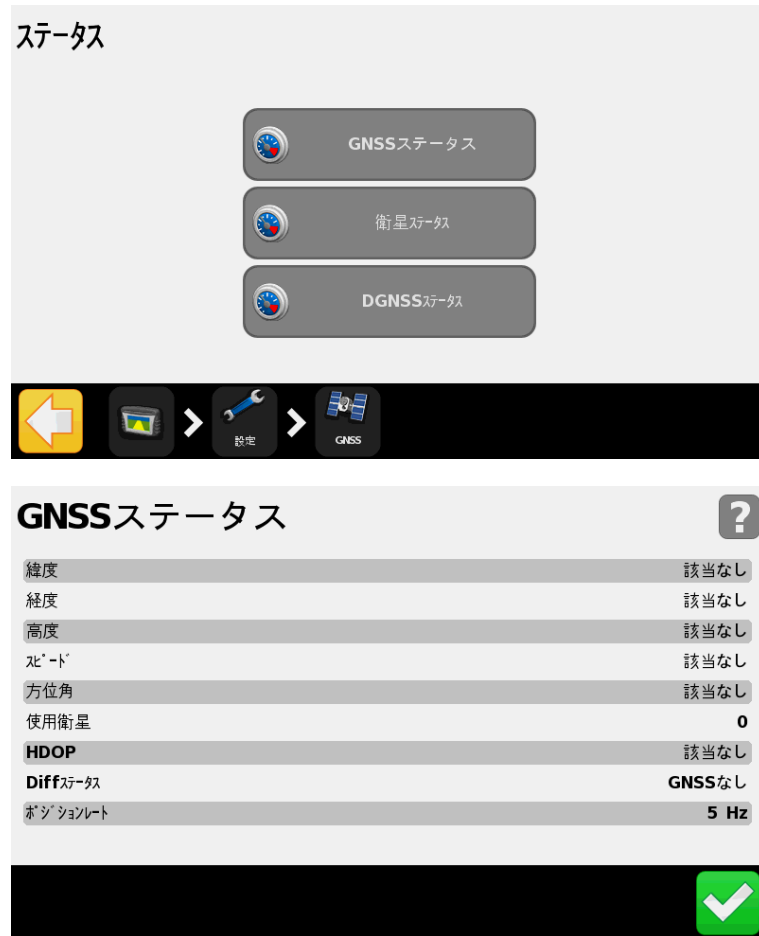 ステータス
GNSSステータス
衛星ｽﾃｰﾀｽ
DGNSSｽﾃｰﾀｽ
設定
GNSS
GNSSステータス
?
緯度 該当なし
経度 該当なし
高度 該当なし
ｽﾋﾟｰﾄﾞ 該当なし
方位角 該当なし
使用衛星 0
HDOP 該当なし
Diffｽﾃｰﾀｽ GNSSなし
ﾎﾟｼﾞｼｮﾝﾚｰﾄ 5 Hz